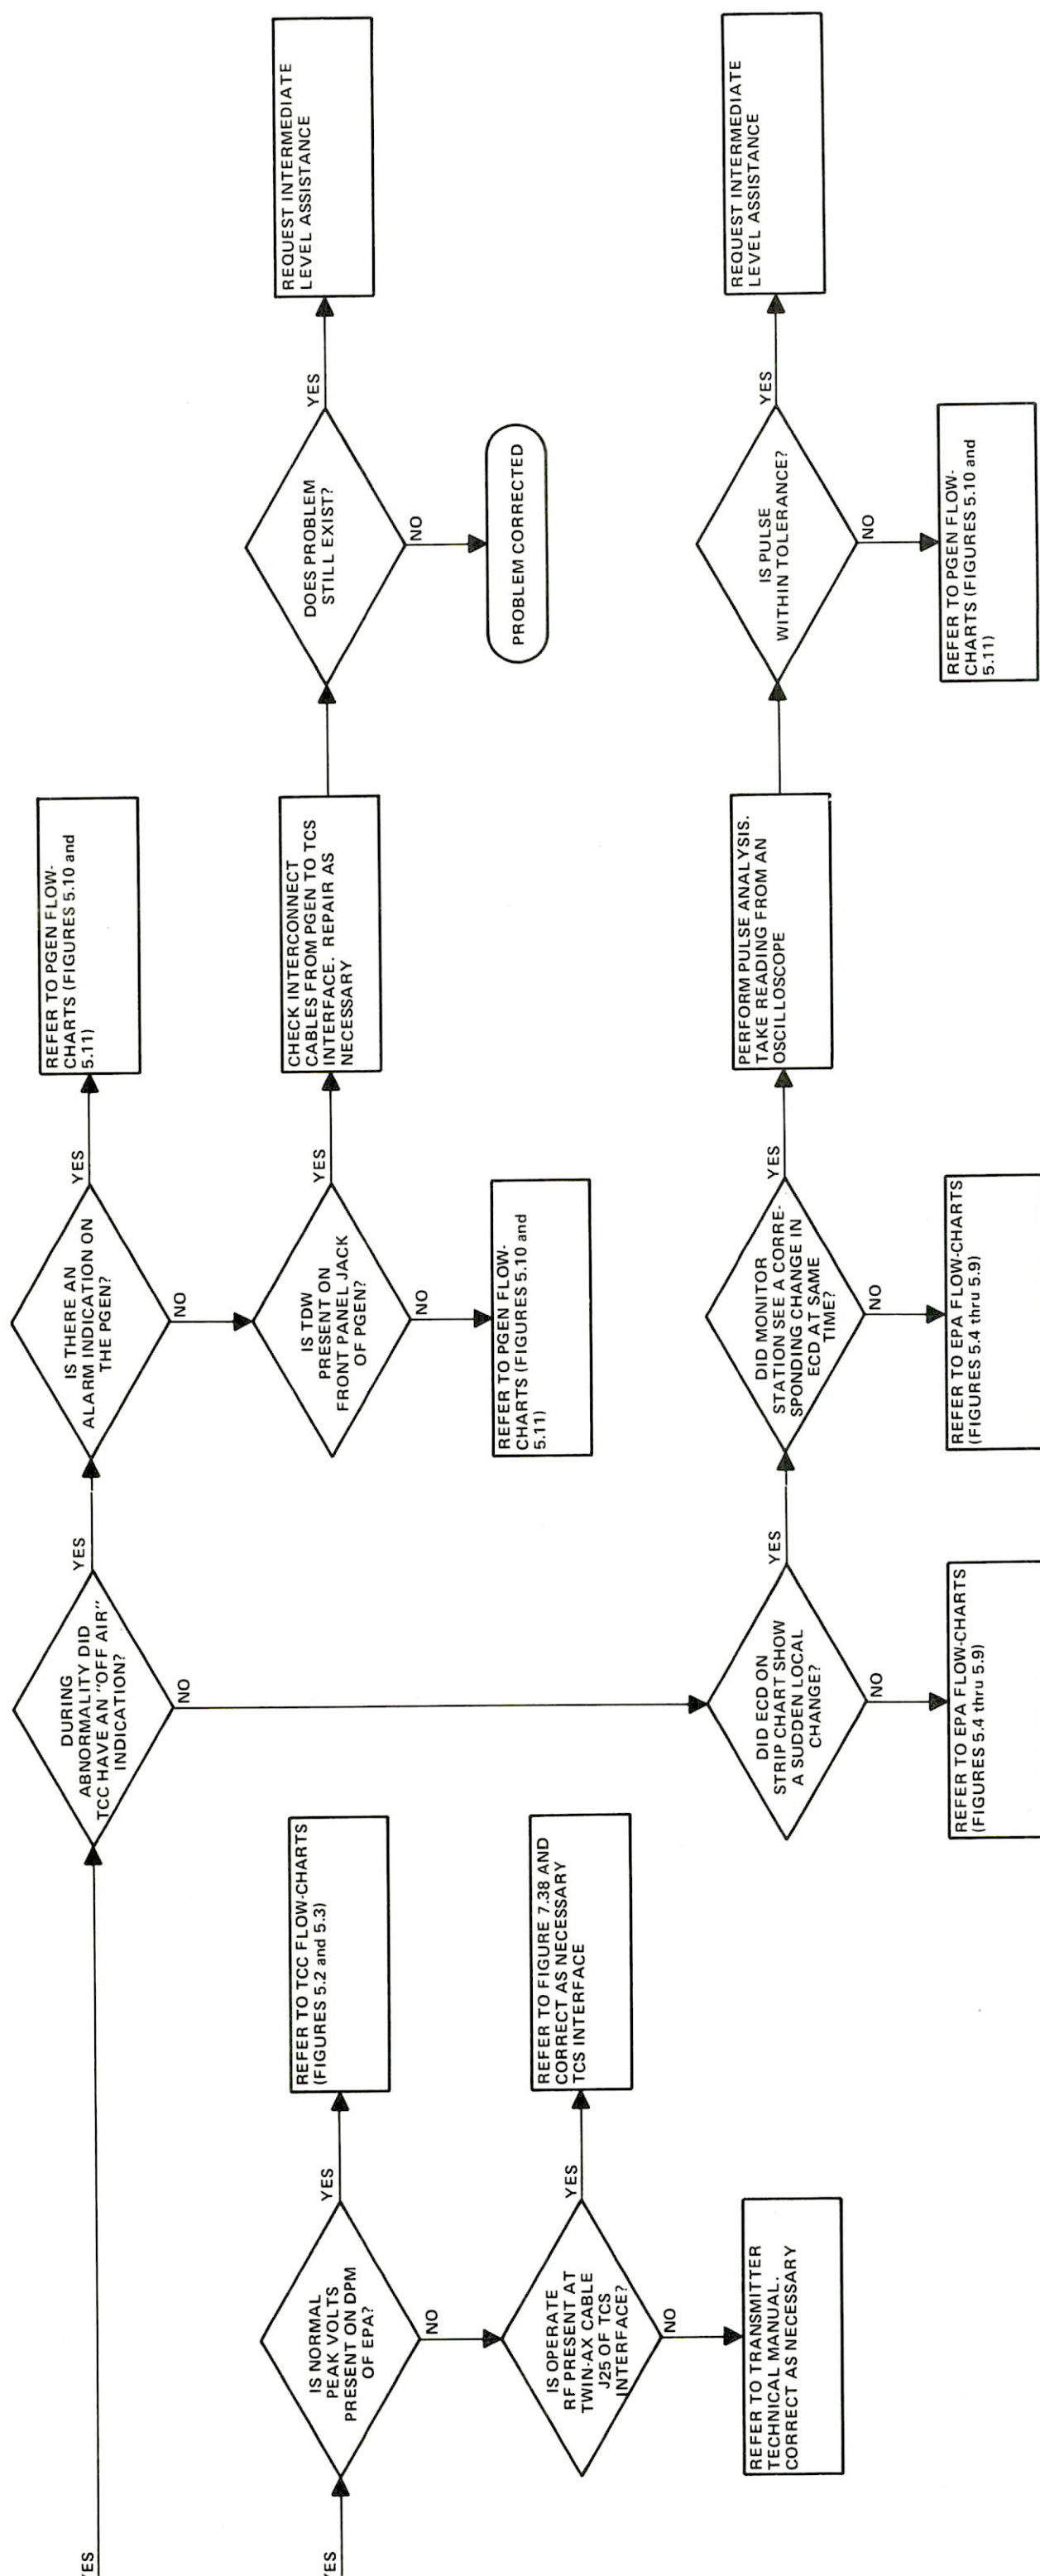 YES
DURING
ABNORMALITY DID
TCC HAVE AN "OFF AIR"
INDICATION?
YES
NO
IS THERE AN
ALARM INDICATION ON
THE PGEN?
YES
NO
REFER TO PGEN FLOW-
CHARTS (FIGURES 5.10 and
5.11)
YES
IS NORMAL
PEAK VOLTS
PRESENT ON DPM
OF EPA?
YES
NO
REFER TO TCC FLOW-CHARTS
(FIGURES 5.2 and 5.3)
IS TDW
PRESENT ON
FRONT PANEL JACK
OF PGEN?
YES
NO
CHECK INTERCONNECT
CABLES FROM PGEN TO TCS
INTERFACE. REPAIR AS
NECESSARY
DOES PROBLEM
STILL EXIST?
YES
NO
REQUEST INTERMEDIATE
LEVEL ASSISTANCE
IS OPERATE
RF PRESENT AT
TWIN-AX CABLE
J25 OF TCS
INTERFACE?
YES
NO
REFER TO FIGURE 7.38 AND
CORRECT AS NECESSARY
TCS INTERFACE
REFER TO PGEN FLOW-
CHARTS (FIGURES 5.10 and
5.11)
PROBLEM CORRECTED
REFER TO TRANSMITTER
TECHNICAL MANUAL.
CORRECT AS NECESSARY
DID ECD ON
STRIP CHART SHOW
A SUDDEN LOCAL
CHANGE?
YES
NO
DID MONITOR
STATION SEE A CORRE-
SPONDING CHANGE IN
ECD AT SAME
TIME?
YES
NO
PERFORM PULSE ANALYSIS.
TAKE READING FROM AN
OSCILLOSCOPE
IS PULSE
WITHIN TOLERANCE?
YES
NO
REQUEST INTERMEDIATE
LEVEL ASSISTANCE
REFER TO EPA FLOW-CHARTS
(FIGURES 5.4 thru 5.9)
REFER TO EPA FLOW-CHARTS
(FIGURES 5.4 thru 5.9)
REFER TO PGEN FLOW-
CHARTS (FIGURES 5.10 and
5.11)